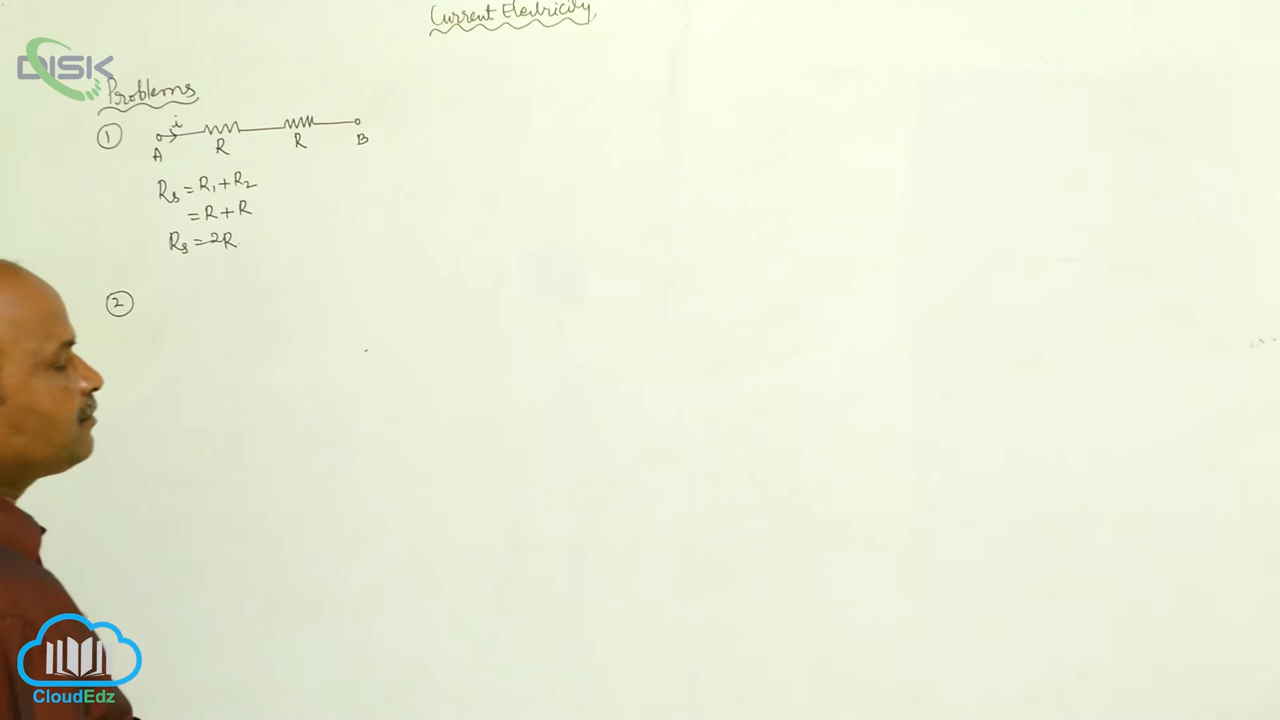 Current Electricity
DISK
Problems
① i
A R R B
Rs = R₁ + R₂
= R + R
Rs = 2R
②
CloudEdz